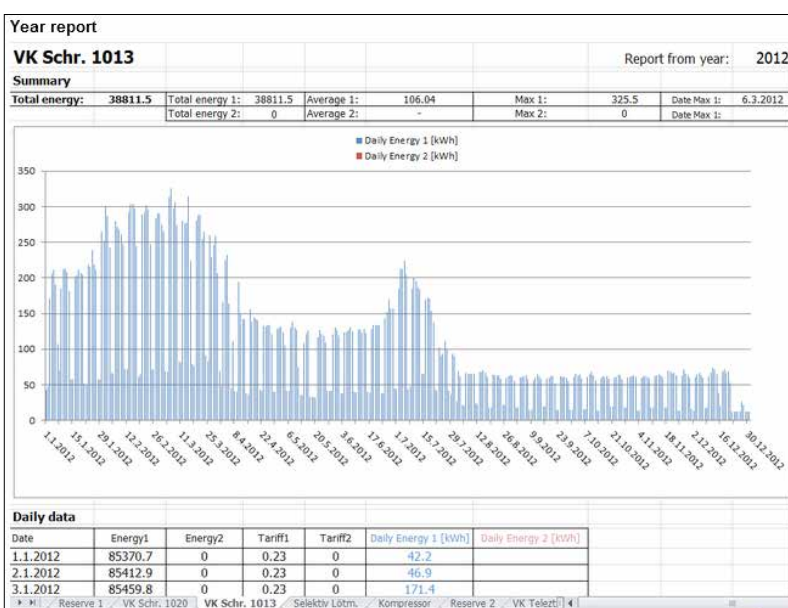 Year report
VK Schr. 1013 Report from year: 2012
Summary
Total energy: 38811.5 Total energy 1: 38811.5 Average 1: 106.04 Max 1: 325.5 Date Max 1: 6.3.2012
Total energy 2: 0 Average 2: - Max 2: 0 Date Max 1:
Daily Energy 1 [kWh]
Daily Energy 2 [kWh]
350
300
250
200
150
100
50
0
1.1.2012 15.1.2012 29.1.2012 12.2.2012 26.2.2012 11.3.2012 25.3.2012 8.4.2012 22.4.2012 6.5.2012 20.5.2012 3.6.2012 17.6.2012 1.7.2012 15.7.2012 29.7.2012 12.8.2012 26.8.2012 9.9.2012 23.9.2012 7.10.2012 21.10.2012 4.11.2012 18.11.2012 2.12.2012 16.12.2012 30.12.2012
Daily data
Date Energy1 Energy2 Tariff1 Tariff2 Daily Energy 1 [kWh] Daily Energy 2 [kWh]
1.1.2012 85370.7 0 0.23 0 42.2
2.1.2012 85412.9 0 0.23 0 46.9
3.1.2012 85459.8 0 0.23 0 171.4
Reserve 1 VK Schr. 1020 VK Schr. 1013 Selektiv Lötm. Kompressor Reserve 2